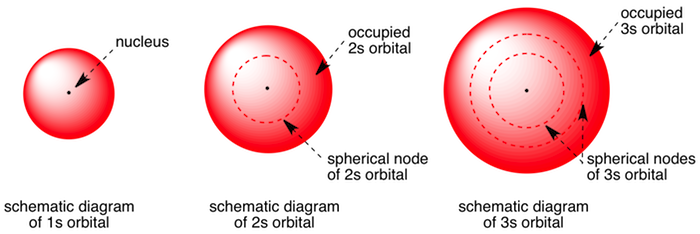 nucleus
occupied
2s orbital
spherical node
of 2s orbital
occupied
3s orbital
spherical nodes
of 3s orbital
schematic diagram
of 1s orbital
schematic diagram
of 2s orbital
schematic diagram
of 3s orbital